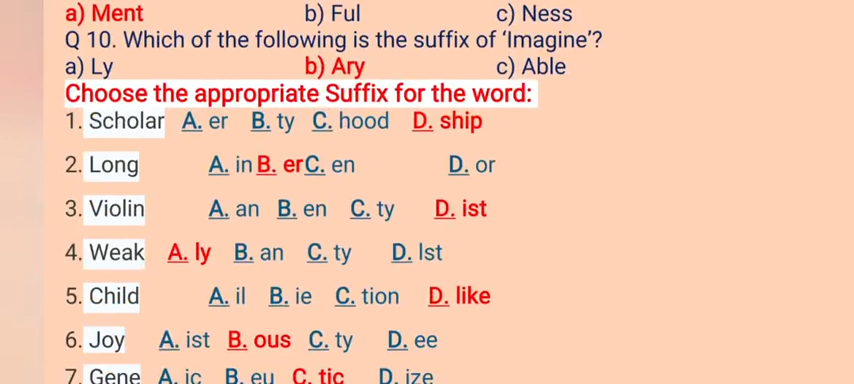 a) Ment b) Ful c) Ness
Q 10. Which of the following is the suffix of ‘Imagine’?
a) Ly b) Ary c) Able
Choose the appropriate Suffix for the word:
1. Scholar A. er B. ty C. hood D. ship
2. Long A. in B. erC. en D. or
3. Violin A. an B. en C. ty D. ist
4. Weak A. ly B. an C. ty D. Ist
5. Child A. il B. ie C. tion D. like
6. Joy A. ist B. ous C. ty D. ee
7. Gene A. ic B. eu C. tic D. ize